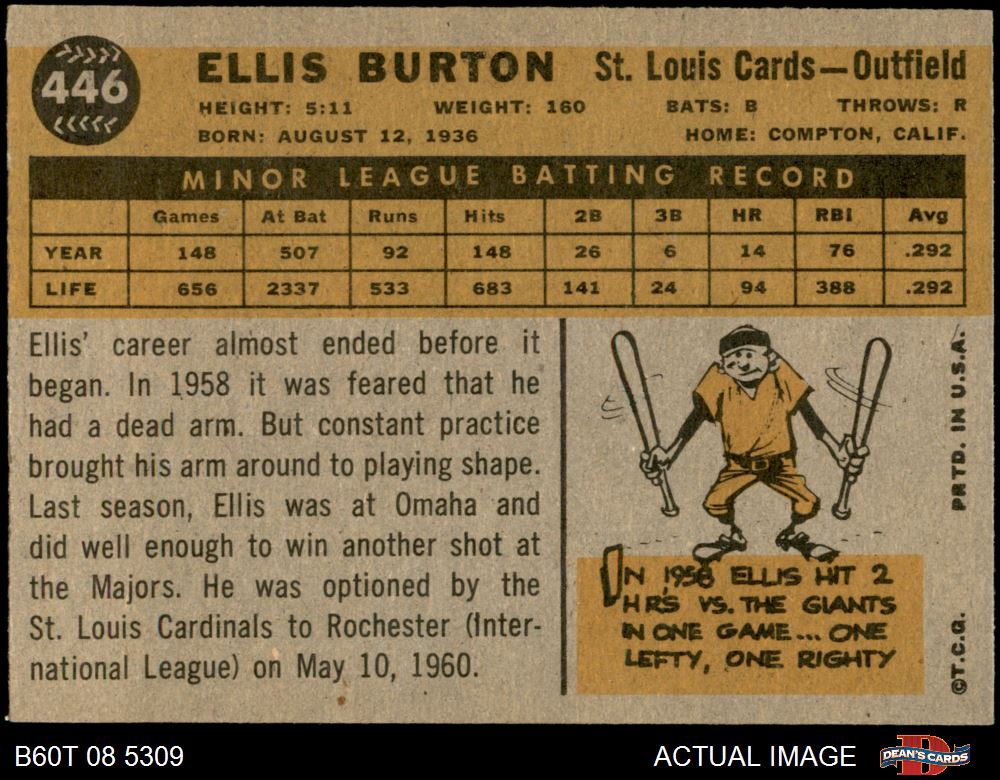 446
ELLIS BURTON St. Louis Cards—Outfield
HEIGHT: 5:11 WEIGHT: 160 BATS: B THROWS: R
BORN: AUGUST 12, 1936 HOME: COMPTON, CALIF.
MINOR LEAGUE BATTING RECORD
Games At Bat Runs Hits 2B 3B HR RBI Avg
YEAR 148 507 92 148 26 6 14 76 .292
LIFE 656 2337 533 683 141 24 94 388 .292
Ellis' career almost ended before it
began. In 1958 it was feared that he
had a dead arm. But constant practice
brought his arm around to playing shape.
Last season, Ellis was at Omaha and
did well enough to win another shot at
the Majors. He was optioned by the
St. Louis Cardinals to Rochester (Inter-
national League) on May 10, 1960.
IN 1958 ELLIS HIT 2
HRS VS. THE GIANTS
IN ONE GAME... ONE
LEFTY, ONE RIGHTY
©T.C.G. PRTD. IN U.S.A.
B60T 08 5309 ACTUAL IMAGE DEAN'S CARDS